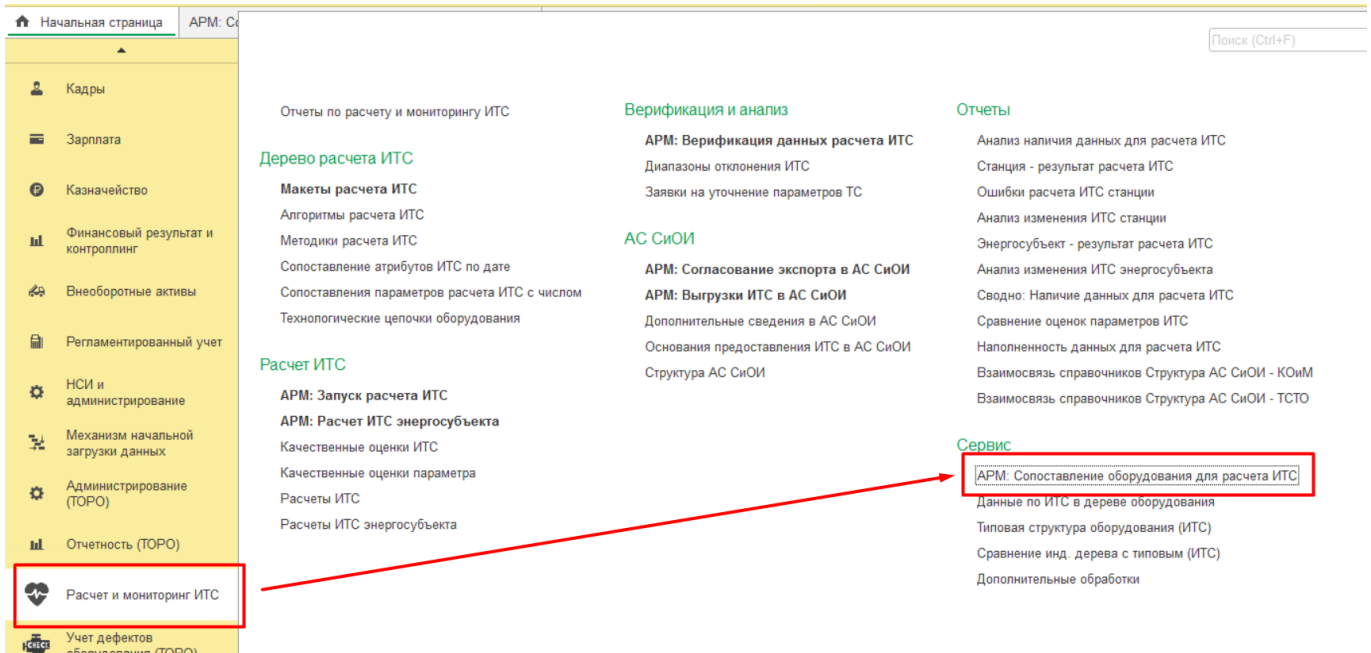 Начальная страница
АРМ: Со
Поиск (Ctrl+F)
Кадры
Зарплата
Казначейство
Финансовый результат и
контроллинг
Внеоборотные активы
Регламентированный учет
НСИ и
администрирование
Механизм начальной
загрузки данных
Администрирование
(ТОРО)
Отчетность (ТОРО)
Расчет и мониторинг ИТС
CHECK
Учет дефектов
оборудования (ТОРО)
Отчеты по расчету и мониторингу ИТС
Дерево расчета ИТС
Макеты расчета ИТС
Алгоритмы расчета ИТС
Методики расчета ИТС
Сопоставление атрибутов ИТС по дате
Сопоставления параметров расчета ИТС с числом
Технологические цепочки оборудования
Расчет ИТС
АРМ: Запуск расчета ИТС
АРМ: Расчет ИТС энергосубъекта
Качественные оценки ИТС
Качественные оценки параметра
Расчеты ИТС
Расчеты ИТС энергосубъекта
Верификация и анализ
АРМ: Верификация данных расчета ИТС
Диапазоны отклонения ИТС
Заявки на уточнение параметров ТС
АС СиОИ
АРМ: Согласование экспорта в АС СиОИ
АРМ: Выгрузки ИТС в АС СиОИ
Дополнительные сведения в АС СиОИ
Основания предоставления ИТС в АС СиОИ
Структура АС СиОИ
Отчеты
Анализ наличия данных для расчета ИТС
Станция - результат расчета ИТС
Ошибки расчета ИТС станции
Анализ изменения ИТС станции
Энергосубъект - результат расчета ИТС
Анализ изменения ИТС энергосубъекта
Сводно: Наличие данных для расчета ИТС
Сравнение оценок параметров ИТС
Наполненность данных для расчета ИТС
Взаимосвязь справочников Структура АС СиОИ - КОиМ
Взаимосвязь справочников Структура АС СиОИ - ТСТО
Сервис
АРМ: Сопоставление оборудования для расчета ИТС
Данные по ИТС в дереве оборудования
Типовая структура оборудования (ИТС)
Сравнение инд. дерева с типовым (ИТС)
Дополнительные обработки